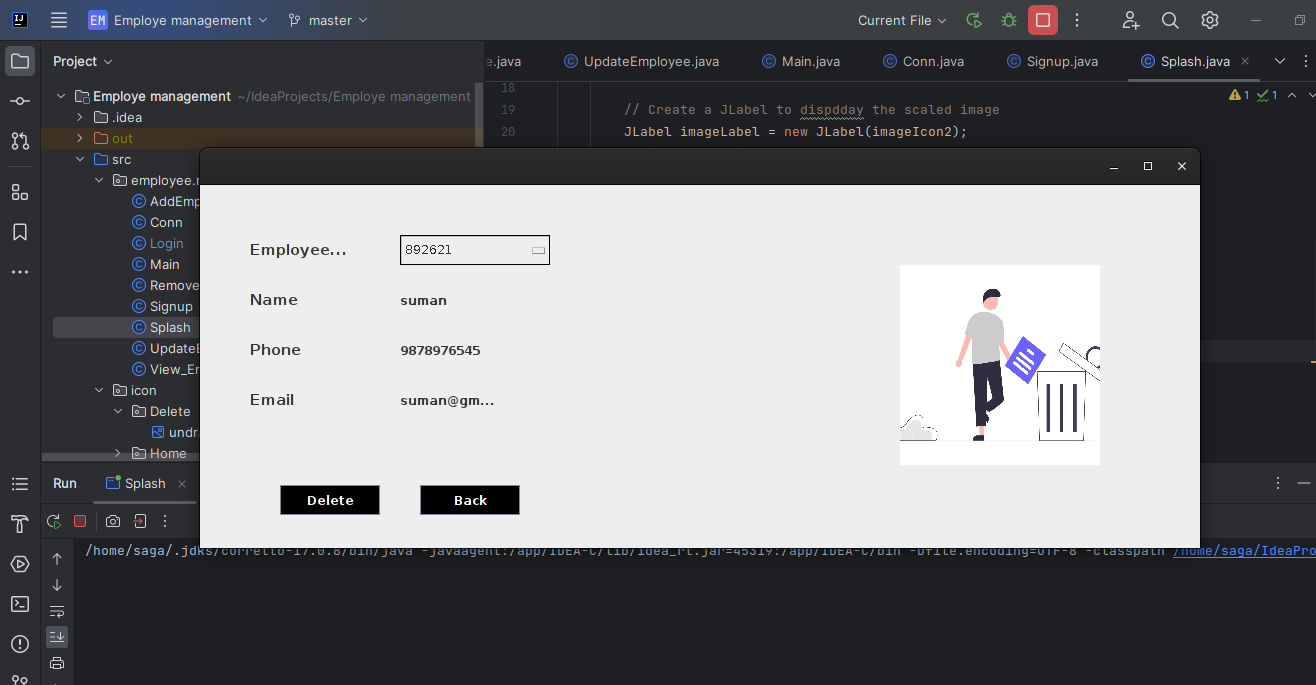 EM Employe management master Current File
Project
e.java UpdateEmployee.java Main.java Conn.java Signup.java Splash.java
Employe management ~/IdeaProjects/Employe management
.idea
out
src
employee.
AddEmp
Conn
Login
Main
Remove
Signup
Splash
Update
View_E
icon
Delete
undr
Home
18
19 // Create a JLabel to dispdday the scaled image
20 JLabel imageLabel = new JLabel(imageIcon2);
1 1
Employee... 892621
Name suman
Phone 9878976545
Email suman@gm...
Delete Back
Run Splash
/home/saga/.jdks/corretto-17.0.8/bin/java -javaagent:/app/IDEA-C/lib/idea_rt.jar=45319:/app/IDEA-C/bin -Dfile.encoding=UTF-8 -classpath /home/saga/IdeaPro